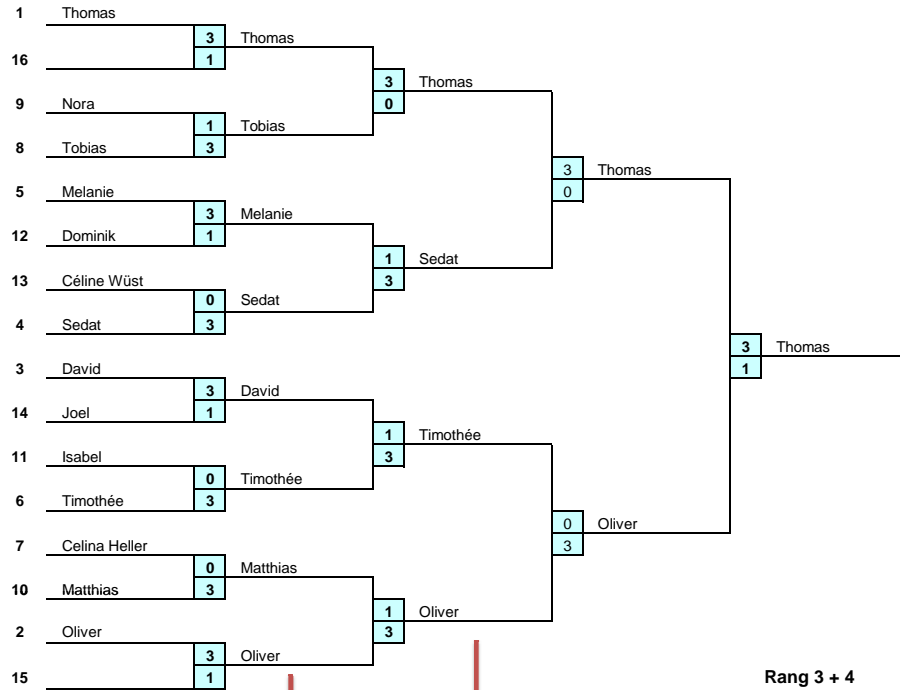 1 Thomas
3 Thomas
16 1
3 Thomas
9 Nora 0
1 Tobias
8 Tobias 3
3 Thomas
5 Melanie 0
3 Melanie
12 Dominik 1
1 Sedat
13 Céline Wüst 3
0 Sedat
4 Sedat 3
3 Thomas
3 David 1
3 David
14 Joel 1
1 Timothée
11 Isabel 3
0 Timothée
6 Timothée 3
0 Oliver
7 Celina Heller 3
0 Matthias
10 Matthias 3
1 Oliver
2 Oliver 3
3 Oliver
15 1
Rang 3 + 4